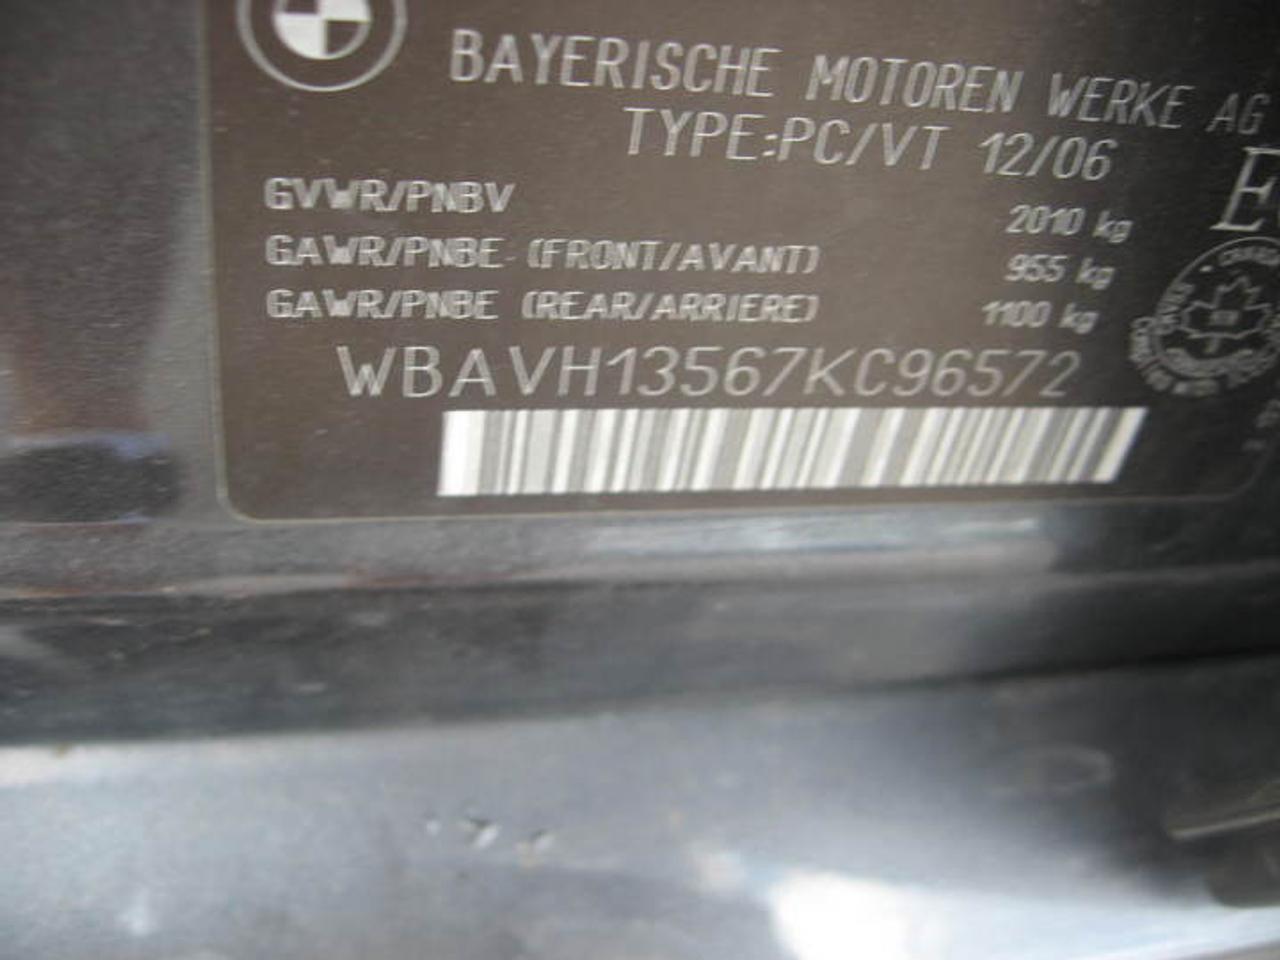 BAYERISCHE MOTOREN WERKE AG
TYPE:PC/VT 12/06
GVWR/PNBV 2010 kg
GAWR/PNBE (FRONT/AVANT) 955 kg
GAWR/PNBE (REAR/ARRIERE) 1100 kg
WBAVH13567KC96572